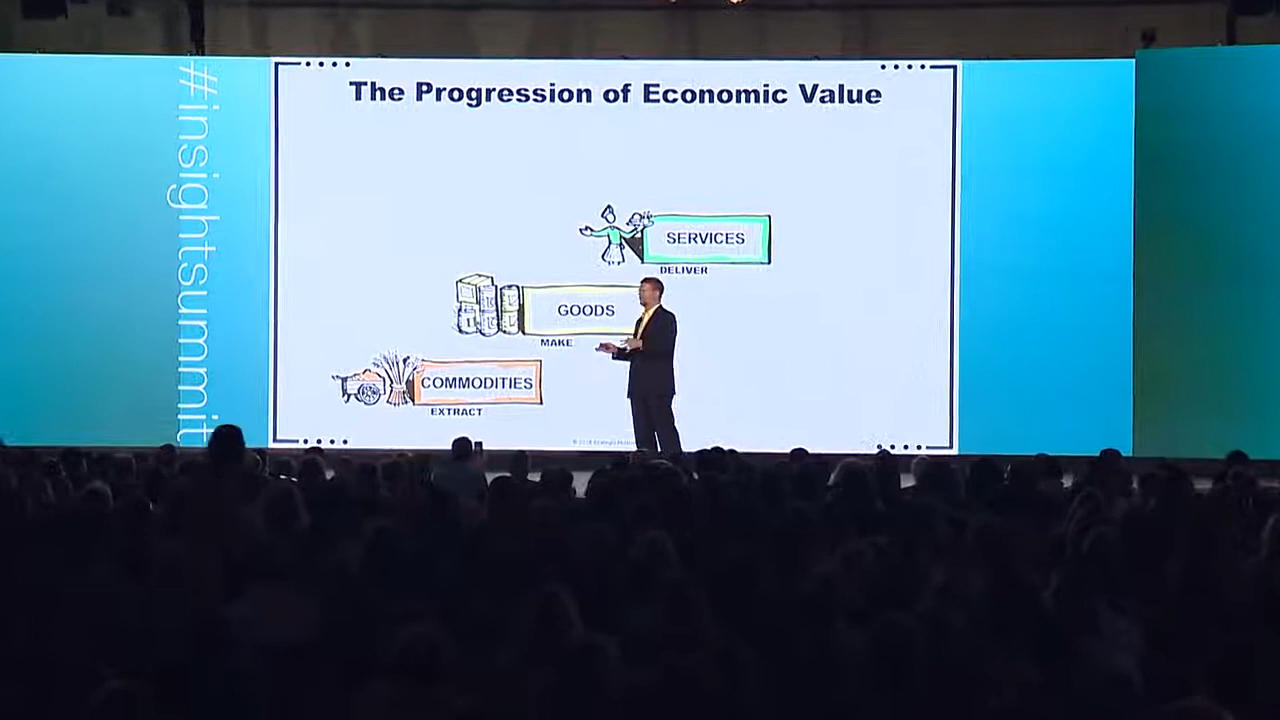 #insightsummit
The Progression of Economic Value
SERVICES
DELIVER
GOODS
MAKE
COMMODITIES
EXTRACT